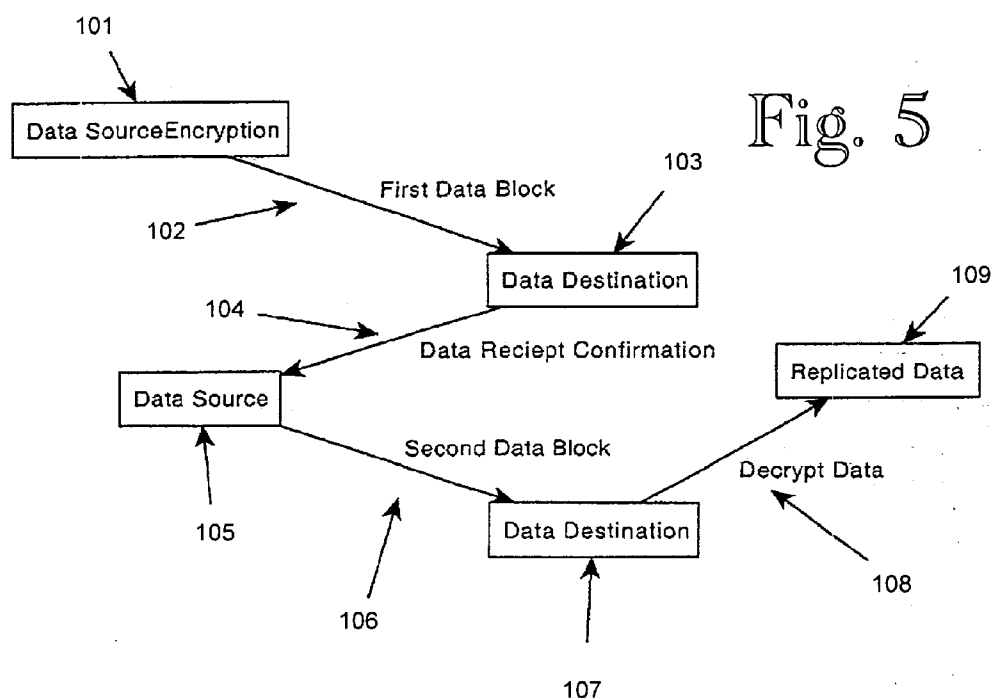 101
Fig. 5
Data SourceEncryption
First Data Block
103
102
Data Destination
109
104
Data Reciept Confirmation
Replicated Data
Data Source
Second Data Block
Decrypt Data
105
Data Destination
108
106
107